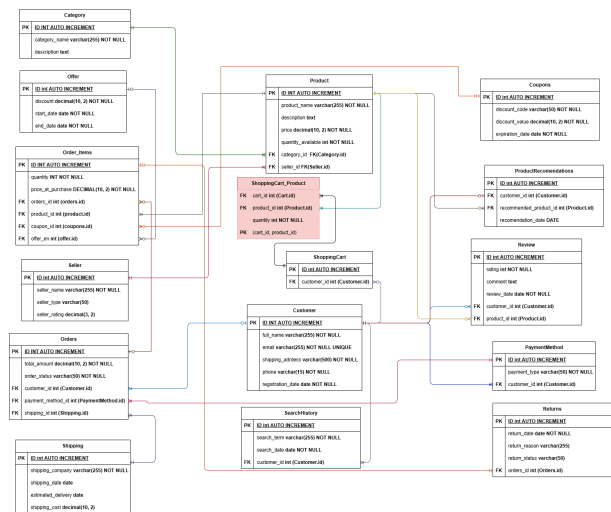 Category
PK ID INT AUTO INCREMENT
category_name varchar(255) NOT NULL
description text
Offer
PK ID int AUTO INCREMENT
discount decimal(10, 2) NOT NULL
start_date date NOT NULL
end_date date NOT NULL
Order_Items
PK ID INT AUTO INCREMENT
quantity INT NOT NULL
price_at_purchase DECIMAL(10, 2) NOT NULL
FK orders_id int (orders.id)
FK product_id int (product.id)
FK coupon_id int (coupons.id)
FK offer_on int (offer.id)
Seller
PK ID int AUTO INCREMENT
seller_name varchar(255) NOT NULL
seller_type varchar(50)
seller_rating decimal(3, 2)
Orders
PK ID INT AUTO INCREMENT
total_amount decimal(10, 2) NOT NULL
order_status varchar(50) NOT NULL
FK customer_id int (Customer.id)
FK payment_method_id int (PaymentMethod.id)
FK shipping_id int (Shipping.id)
Shipping
PK ID int AUTO INCREMENT
shipping_company varchar(255) NOT NULL
shipping_date date
estimated_delivery date
shipping_cost decimal(10, 2)
Product
PK ID INT AUTO INCREMENT
product_name varchar(255) NOT NULL
description text
price decimal(10, 2) NOT NULL
quantity_available int NOT NULL
FK category_id FK(Category.id)
FK seller_id FK(Seller.id)
ShoppingCart_Product
FK cart_id int (Cart.id)
FK product_id int (Product.id)
quantity int NOT NULL
PK (cart_id, product_id)
ShoppingCart
PK ID int AUTO INCREMENT
FK customer_id int (Customer.id)
Customer
PK ID INT AUTO INCREMENT
full_name varchar(255) NOT NULL
email varchar(255) NOT NULL UNIQUE
shipping_address varchar(500) NOT NULL
phone varchar(15) NOT NULL
registration_date date NOT NULL
SearchHistory
PK ID int AUTO INCREMENT
search_term varchar(255) NOT NULL
search_date date NOT NULL
FK customer_id int (Customer.id)
Coupons
PK ID int AUTO INCREMENT
discount_code varchar(50) NOT NULL
discount_value decimal(10, 2) NOT NULL
expiration_date date NOT NULL
ProductRecomendations
PK ID int AUTO INCREMENT
FK customer_id int (Customer.id)
FK recommended_product_id int (Product.id)
recomendation_date DATE
Review
PK ID int AUTO INCREMENT
rating int NOT NULL
comment text
review_date date NOT NULL
FK customer_id int (Customer.id)
FK product_id int (Product.id)
PaymentMethod
PK ID int AUTO INCREMENT
payment_type varchar(50) NOT NULL
FK customer_id int (Customer.id)
Returns
PK ID int AUTO INCREMENT
return_date date NOT NULL
return_reason varchar(255)
return_status varchar(50)
FK orders_id int (Orders.id)